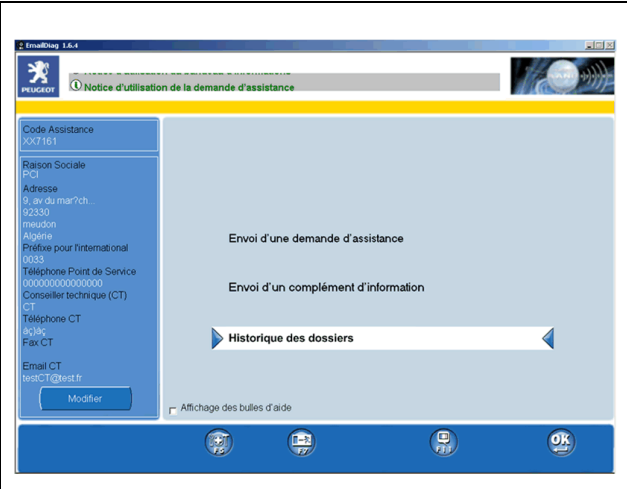 EmailDiag 1.6.4
PEUGEOT
Notice d'utilisation de la demande d'assistance
Code Assistance
XX7161
Raison Sociale
PCI
Adresse
9, av du mar?ch...
92330
meudon
Algérie
Préfixe pour l'international
0033
Téléphone Point de Service
000000000000000
Conseiller technique (CT)
CT
Téléphone CT
àç)àç
Fax CT
Email CT
testCT@test.fr
Modifier
Envoi d'une demande d'assistance
Envoi d'un complément d'information
Historique des dossiers
Affichage des bulles d'aide
F6
F7
F11
OK